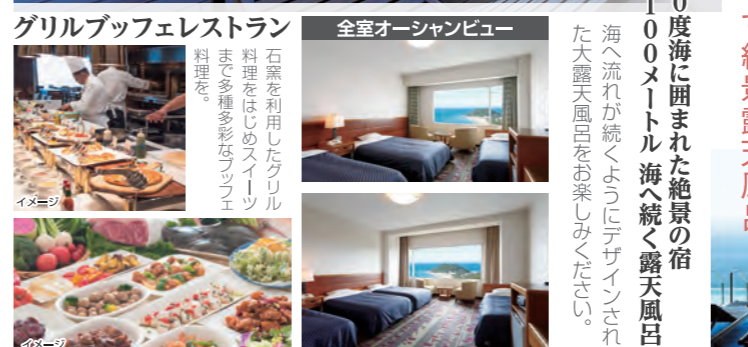 度海に囲まれた絶景の宿
100メートル 海へ続く露天風呂
海へ流れが続くようにデザインされ
た大露天風呂をお楽しみください。
全室オーシャンビュー
グリルブッフェレストラン
石窯を利用したグリル
料理をはじめスイーツ
まで多種多彩なブッフェ
料理を。
イメージ
イメージ